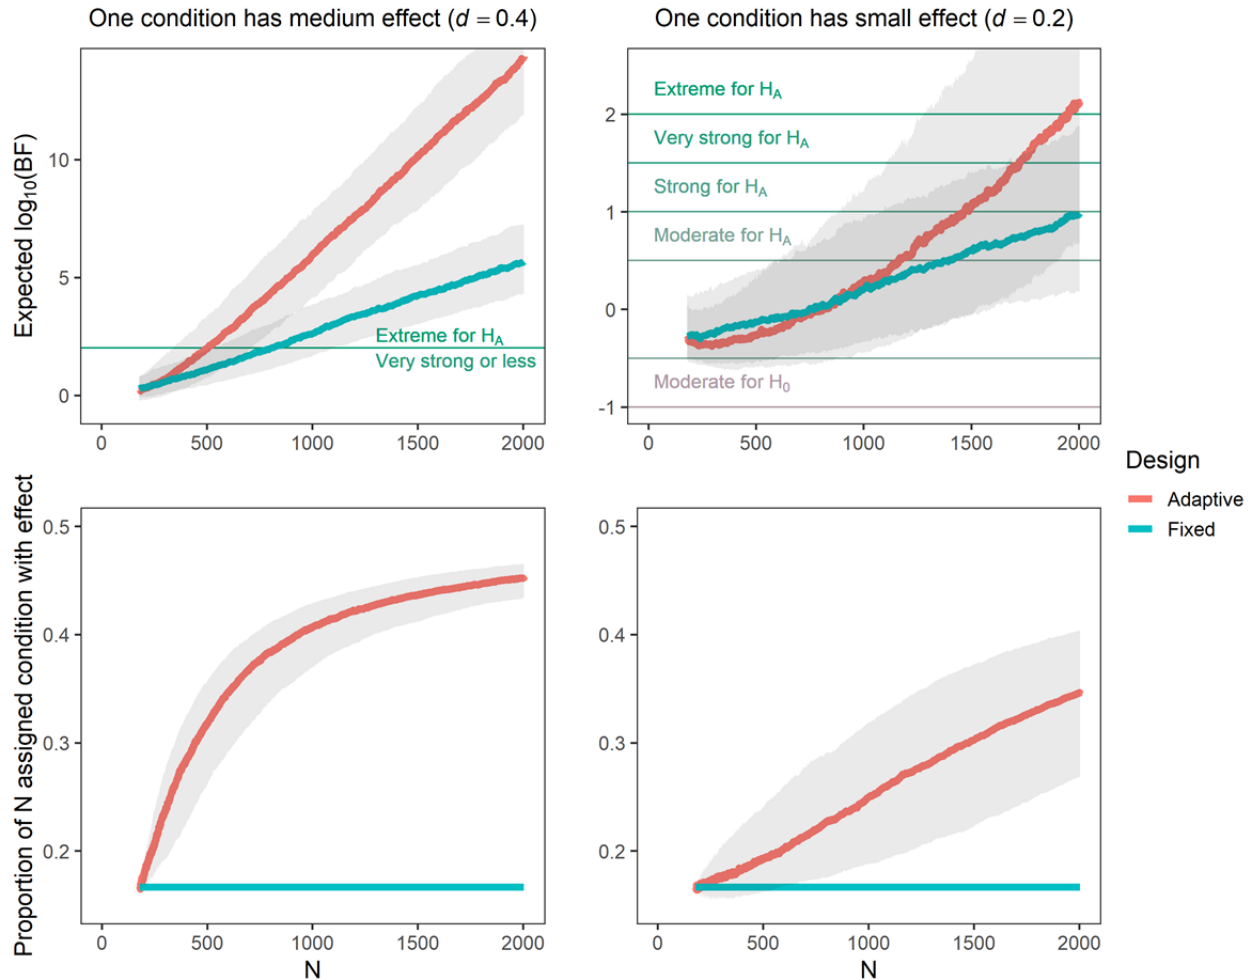 One condition has medium effect (d = 0.4)
One condition has small effect (d = 0.2)
Expected log₁₀(BF)
10
5
0
Extreme for Hₐ
Very strong or less
0
500
1000
1500
2000
2
1
0
-1
Extreme for Hₐ
Very strong for Hₐ
Strong for Hₐ
Moderate for Hₐ
Moderate for H₀
0
500
1000
1500
2000
Proportion of N assigned condition with effect
0.5
0.4
0.3
0.2
0
500
1000
1500
2000
N
0.5
0.4
0.3
0.2
0
500
1000
1500
2000
N
Design
Adaptive
Fixed